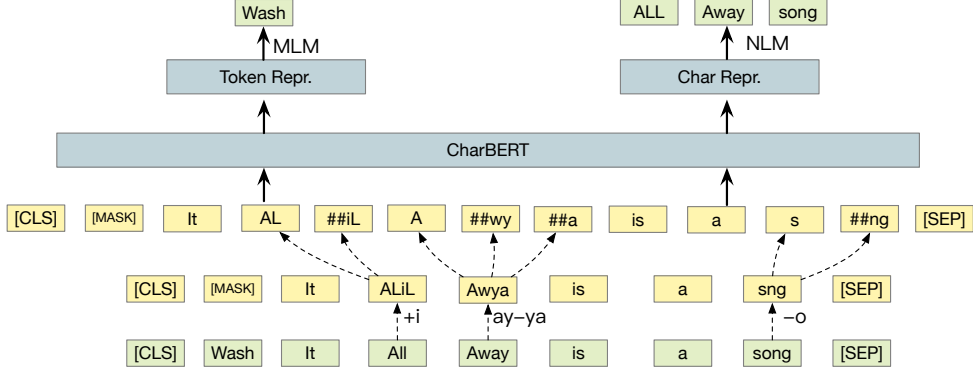 Wash ALL Away song
MLM NLM
Token Repr. Char Repr.
CharBERT
[CLS] [MASK] It AL ##iL A ##wy ##a is a s ##ng [SEP]
[CLS] [MASK] It ALiL Awya is a sng [SEP]
+i ay–ya –o
[CLS] Wash It All Away is a song [SEP]